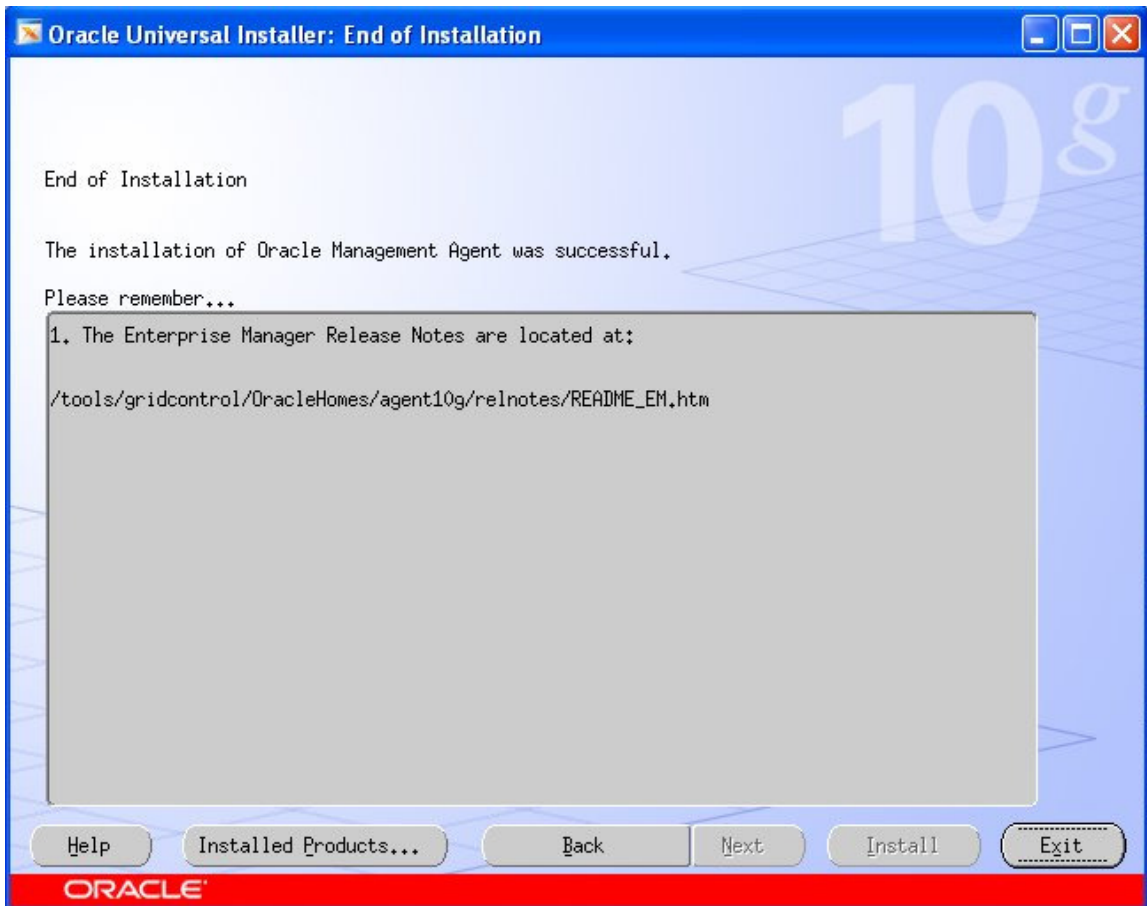 Oracle Universal Installer: End of Installation
10g
End of Installation
The installation of Oracle Management Agent was successful.
Please remember...
1. The Enterprise Manager Release Notes are located at:
/tools/gridcontrol/OracleHomes/agent10g/relnotes/README_EM.htm
Help Installed Products... Back Next Install Exit
ORACLE